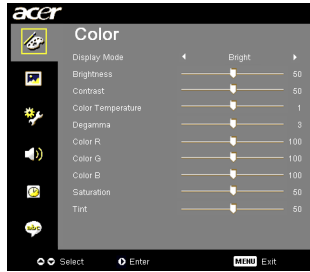 acer
Color
Display Mode Bright
Brightness 50
Contrast 50
Color Temperature 1
Degamma 3
Color R 100
Color G 100
Color B 100
Saturation 50
Tint 50
abc
Select Enter MENU Exit